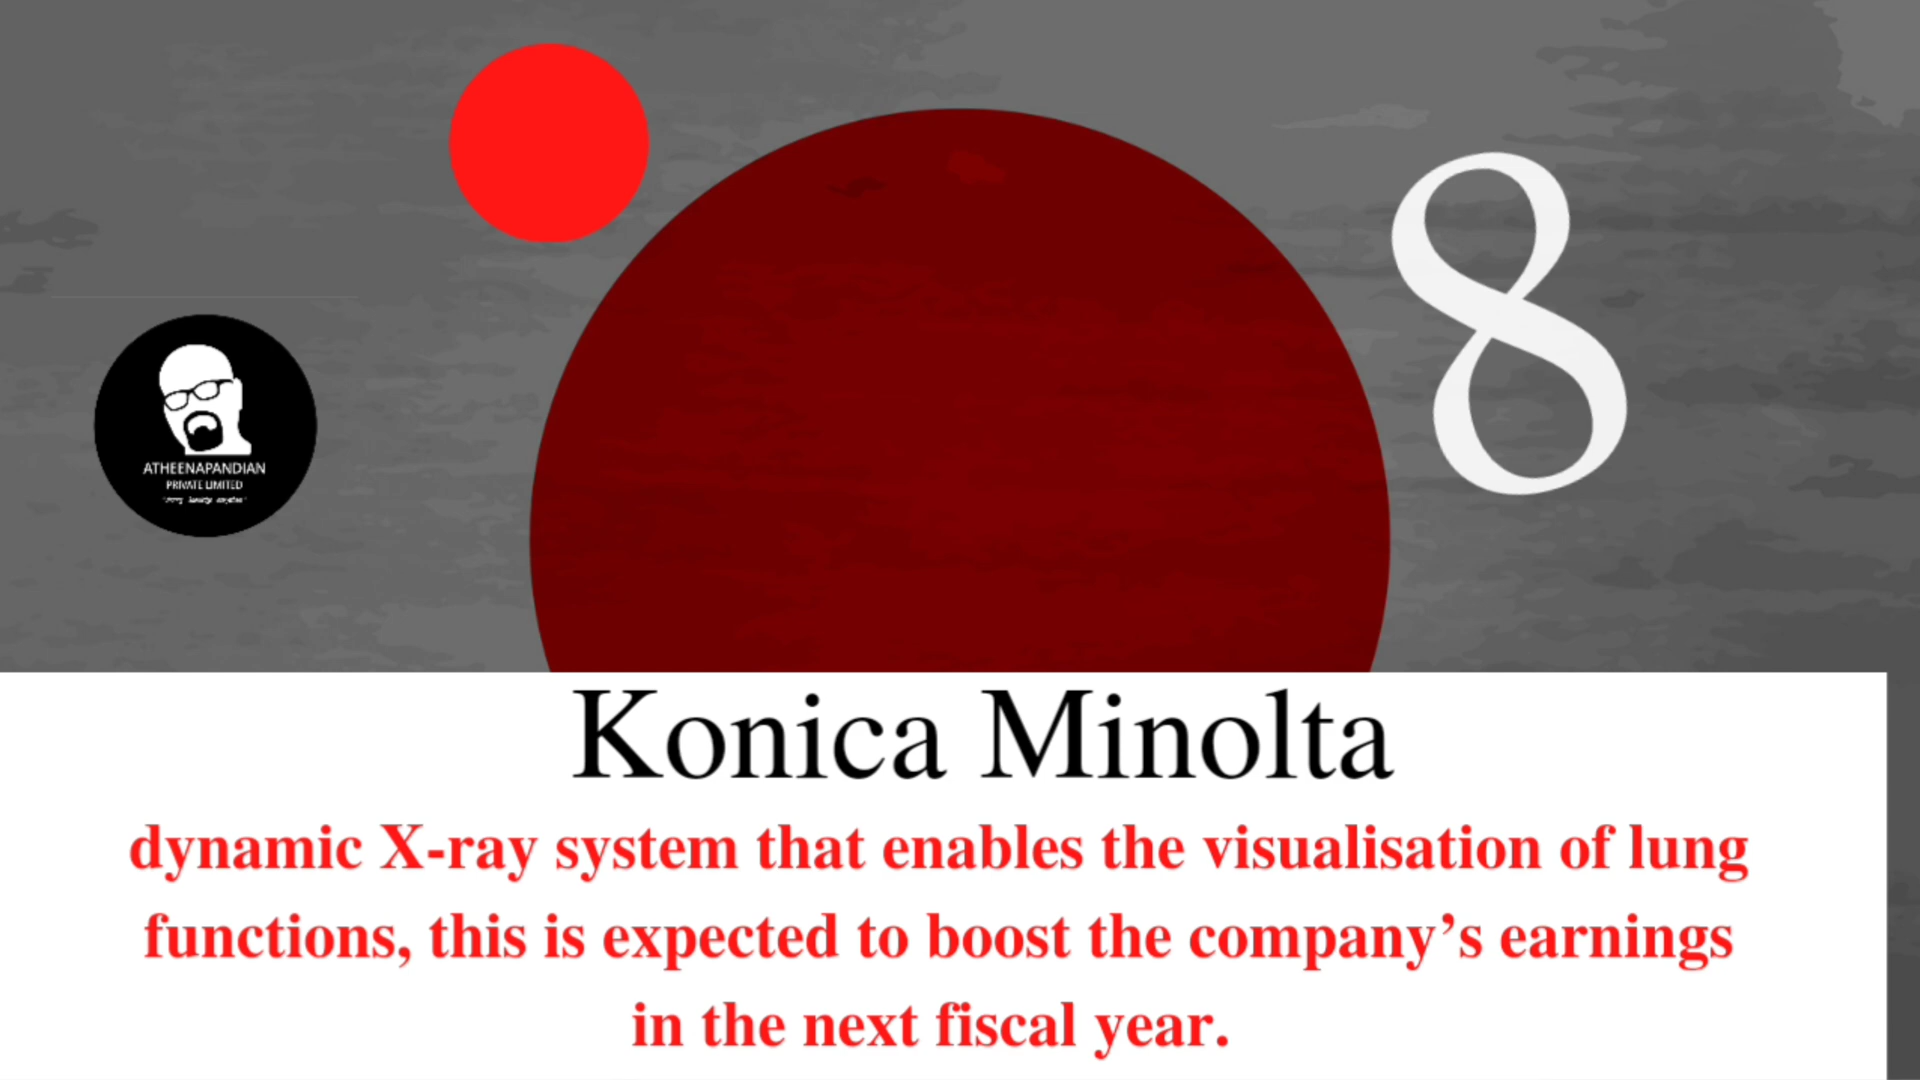 8
ATHEENAPANDIAN
PRIVATE LIMITED
Konica Minolta
dynamic X-ray system that enables the visualisation of lung
functions, this is expected to boost the company’s earnings
in the next fiscal year.